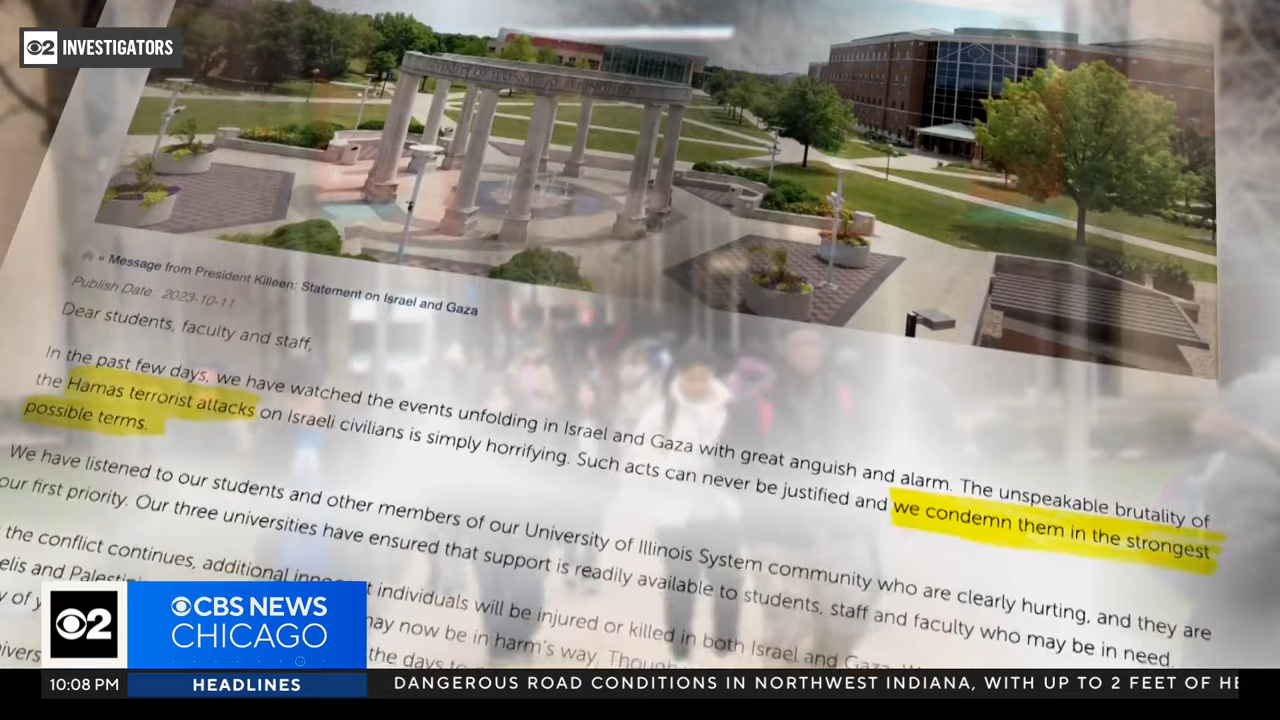 2 INVESTIGATORS
UNIVERSITY OF ILLINOIS AT SPRINGFIELD
» Message from President Killeen: Statement on Israel and Gaza
Publish Date: 2023-10-11
Dear students, faculty and staff,
In the past few days, we have watched the events unfolding in Israel and Gaza with great anguish and alarm. The unspeakable brutality of
the Hamas terrorist attacks on Israeli civilians is simply horrifying. Such acts can never be justified and we condemn them in the strongest
possible terms.
We have listened to our students and other members of our University of Illinois System community who are clearly hurting, and they are
our first priority. Our three universities have ensured that support is readily available to students, staff and faculty who may be in need.
the conflict continues, additional individuals will be injured or killed in both Israel and Gaza.
may now be in harm's way.
the days
2
CBS NEWS
CHICAGO
10:08 PM
HEADLINES
DANGEROUS ROAD CONDITIONS IN NORTHWEST INDIANA, WITH UP TO 2 FEET OF